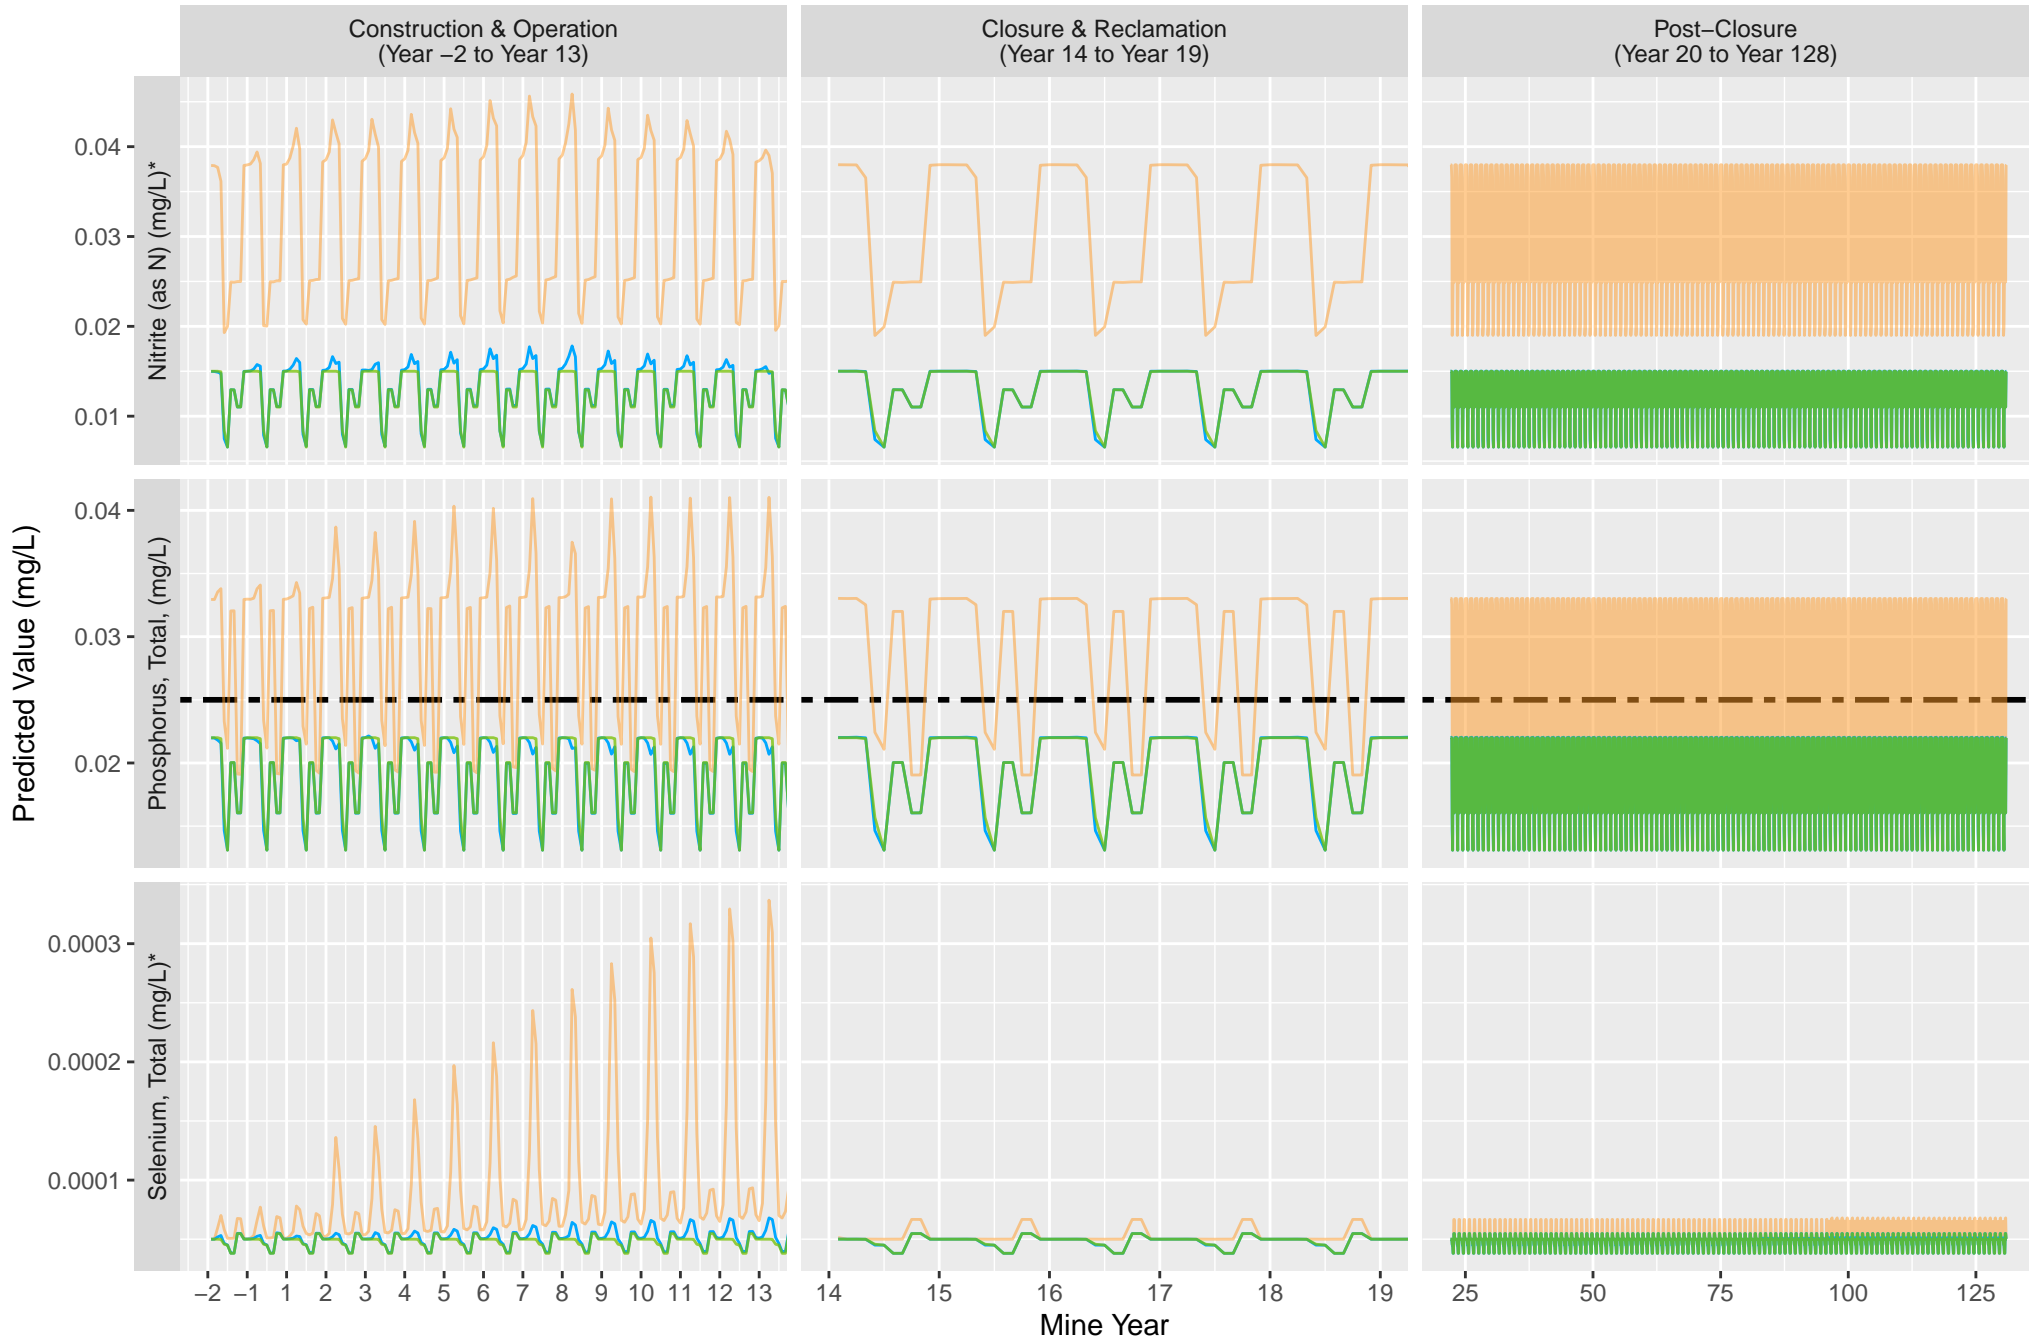 Construction & Operation
(Year −2 to Year 13)
Closure & Reclamation
(Year 14 to Year 19)
Post−Closure
(Year 20 to Year 128)
Predicted Value (mg/L)
Nitrite (as N) (mg/L)*
0.04
0.03
0.02
0.01
Phosphorus, Total, (mg/L)
0.04
0.03
0.02
Selenium, Total (mg/L)*
0.0003
0.0002
0.0001
−2 −1 1 2 3 4 5 6 7 8 9 10 11 12 13
14 15 16 17 18 19
25 50 75 100 125
Mine Year